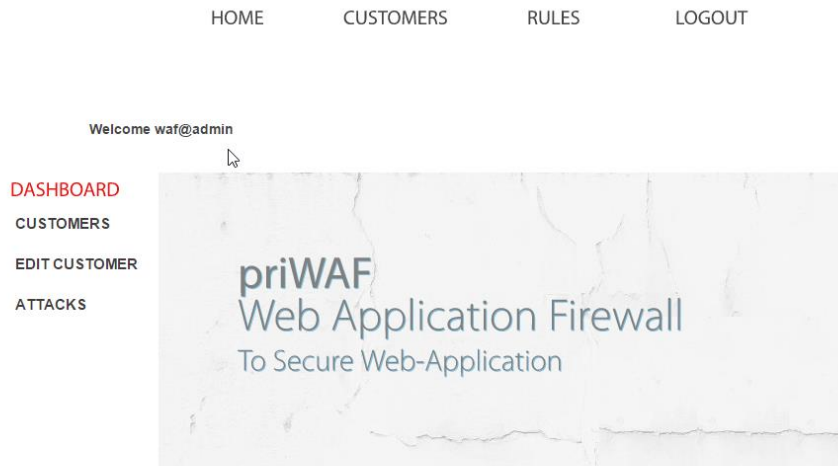 HOME CUSTOMERS RULES LOGOUT
Welcome waf@admin
DASHBOARD
CUSTOMERS
EDIT CUSTOMER
ATTACKS
priWAF
Web Application Firewall
To Secure Web-Application